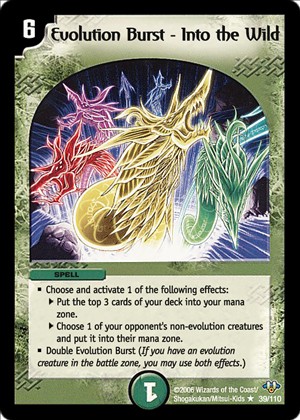 6
Evolution Burst - Into the Wild
SPELL
■ Choose and activate 1 of the following effects:
▶ Put the top 3 cards of your deck into your mana
zone.
▶ Choose 1 of your opponent's non-evolution creatures
and put it into their mana zone.
■ Double Evolution Burst (If you have an evolution
creature in the battle zone, you may use both effects.)
1
©2006 Wizards of the Coast/
Shogakukan/Mitsui-Kids ★ 39/110